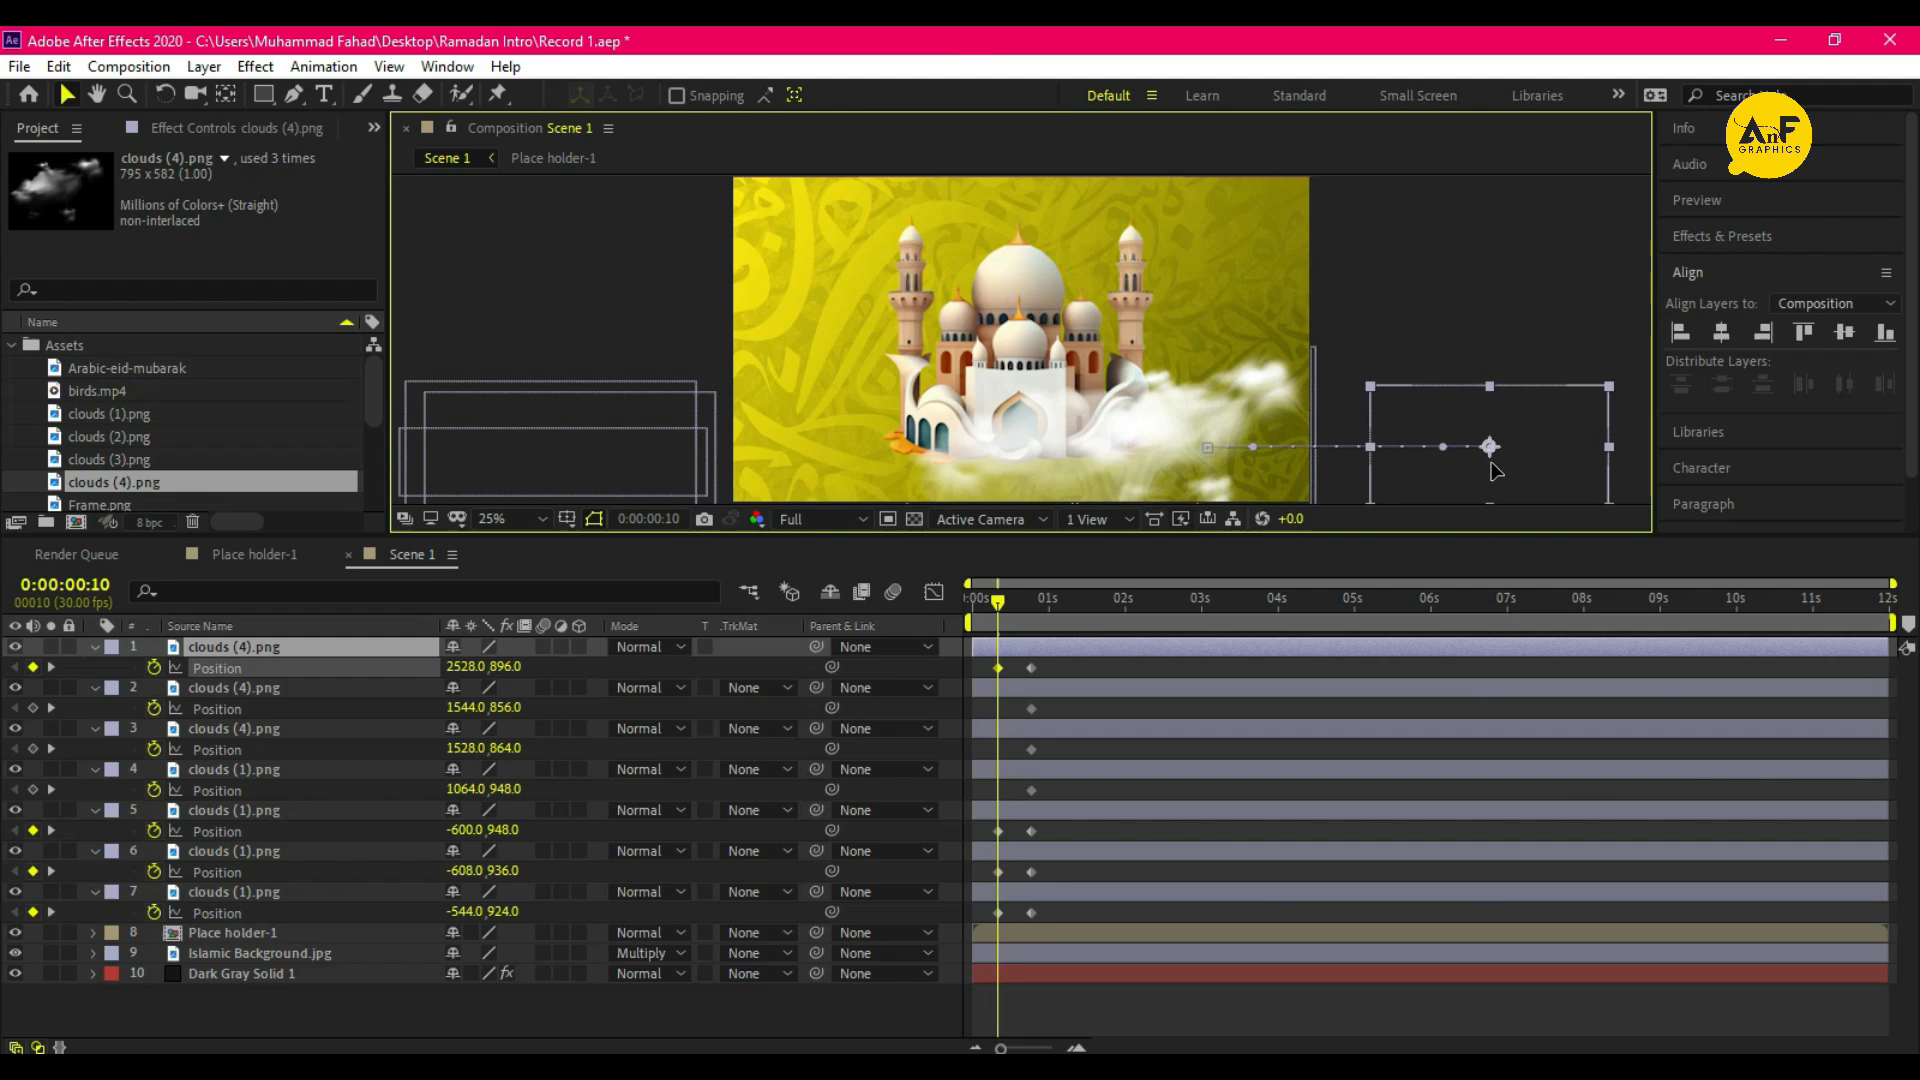 Ae Adobe After Effects 2020 - C:\Users\Muhammad Fahad\Desktop\Ramadan Intro\Record 1.aep *
File Edit Composition Layer Effect Animation View Window Help
Snapping Default Learn Standard Small Screen Libraries
AnF GRAPHICS
Project Effect Controls clouds (4).png
Composition Scene 1
Info
clouds (4).png , used 3 times
795 x 582 (1.00)
Millions of Colors+ (Straight)
non-interlaced
Scene 1 Place holder-1
Audio
Preview
Effects & Presets
Align
Align Layers to: Composition
Distribute Layers:
Libraries
Character
Paragraph
Name
Assets
Arabic-eid-mubarak
birds.mp4
clouds (1).png
clouds (2).png
clouds (3).png
clouds (4).png
Frame.png
8 bpc
25% 0:00:00:10 Full Active Camera 1 View +0.0
Render Queue Place holder-1 Scene 1
0:00:00:10
00010 (30.00 fps)
:00s 01s 02s 03s 04s 05s 06s 07s 08s 09s 10s 11s 12s
# . Source Name fx Mode T .TrkMat Parent & Link
1 clouds (4).png Normal None
Position 2528.0,896.0
2 clouds (4).png Normal None None
Position 1544.0,856.0
3 clouds (4).png Normal None None
Position 1528.0,864.0
4 clouds (1).png Normal None None
Position 1064.0,948.0
5 clouds (1).png Normal None None
Position -600.0,948.0
6 clouds (1).png Normal None None
Position -608.0,936.0
7 clouds (1).png Normal None None
Position -544.0,924.0
8 Place holder-1 Normal None None
9 Islamic Background.jpg Multiply None None
10 Dark Gray Solid 1 fx Normal None None